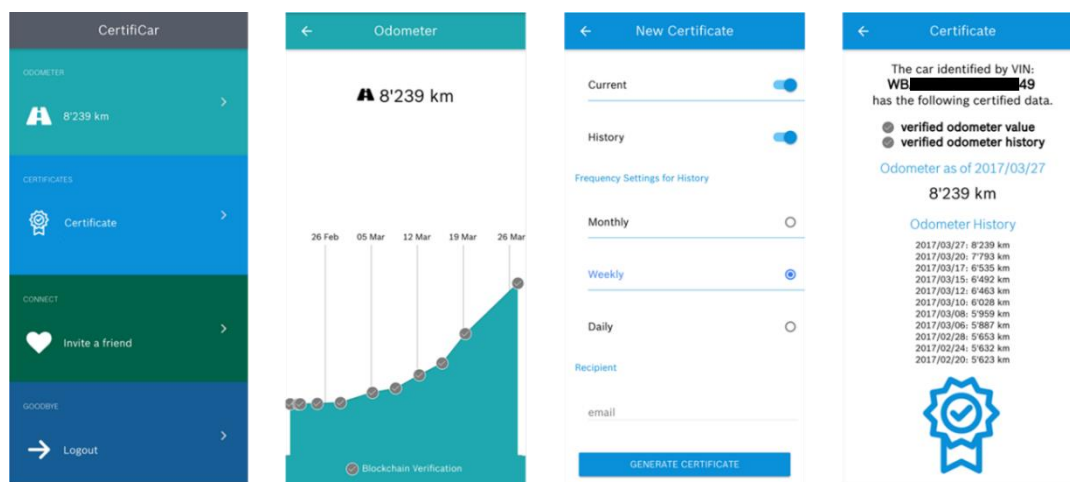 CertifiCar
ODOMETER
8'239 km
CERTIFICATES
Certificate
CONNECT
Invite a friend
GOODBYE
Logout
Odometer
8'239 km
26 Feb 05 Mar 12 Mar 19 Mar 26 Mar
Blockchain Verification
New Certificate
Current
History
Frequency Settings for History
Monthly
Weekly
Daily
Recipient
email
GENERATE CERTIFICATE
Certificate
The car identified by VIN:
WB 49
has the following certified data.
verified odometer value
verified odometer history
Odometer as of 2017/03/27
8'239 km
Odometer History
2017/03/27: 8'239 km
2017/03/20: 7'793 km
2017/03/17: 6'535 km
2017/03/15: 6'492 km
2017/03/12: 6'463 km
2017/03/10: 6'028 km
2017/03/08: 5'959 km
2017/03/06: 5'887 km
2017/02/28: 5'653 km
2017/02/24: 5'632 km
2017/02/20: 5'623 km